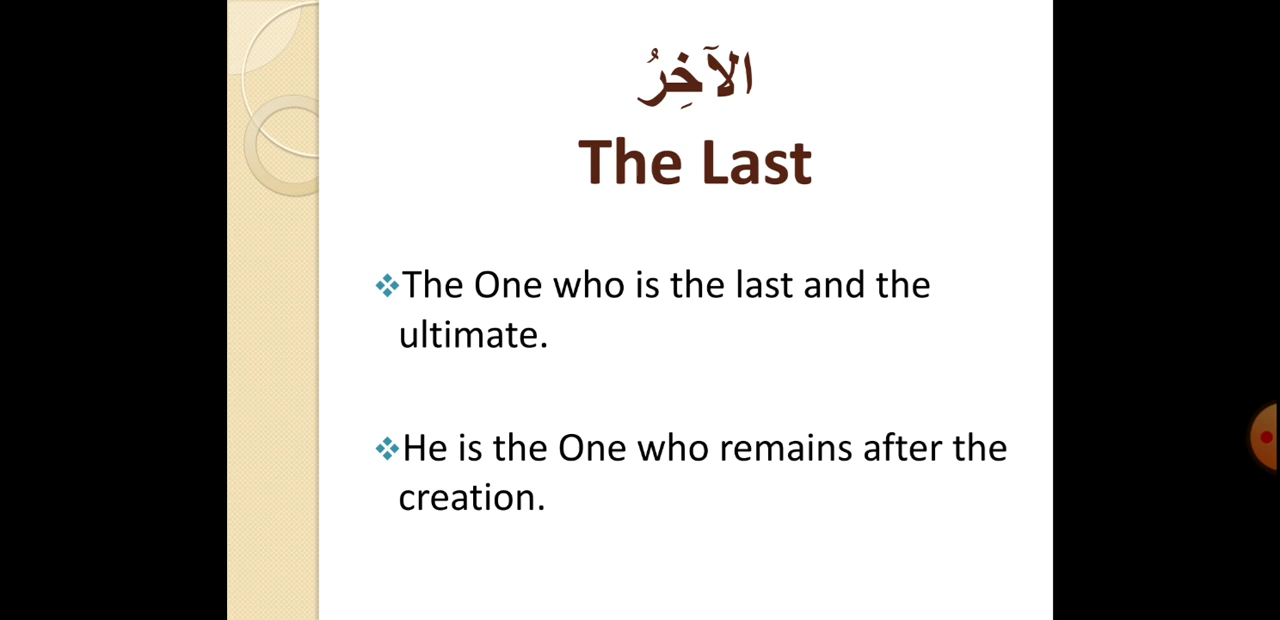 الآخِرُ
The Last
❖The One who is the last and the
ultimate.
❖He is the One who remains after the
creation.